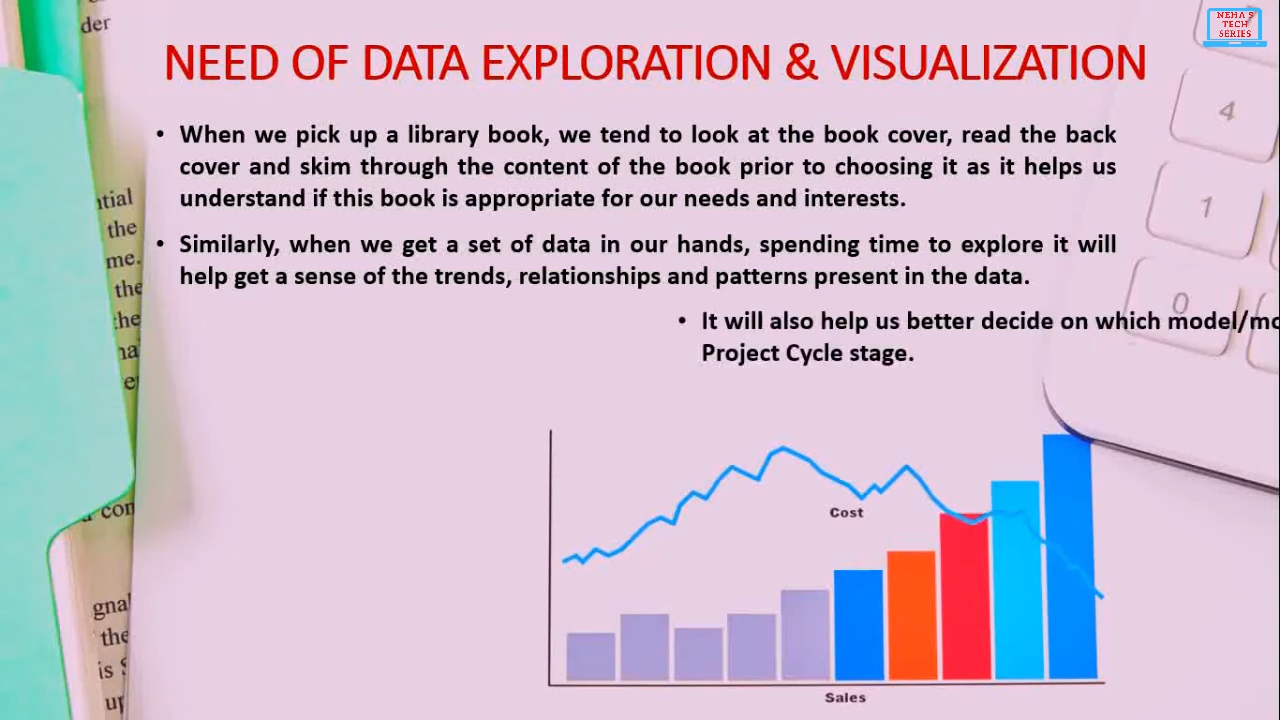 NEHA'S
TECH
SERIES
der
NEED OF DATA EXPLORATION & VISUALIZATION
• When we pick up a library book, we tend to look at the book cover, read the back
cover and skim through the content of the book prior to choosing it as it helps us
understand if this book is appropriate for our needs and interests.
• Similarly, when we get a set of data in our hands, spending time to explore it will
help get a sense of the trends, relationships and patterns present in the data.
• It will also help us better decide on which model/mo
Project Cycle stage.
4
1
0
ntial
the
me.
the
the
Cost
Sales
con
gnal
the
is S
up